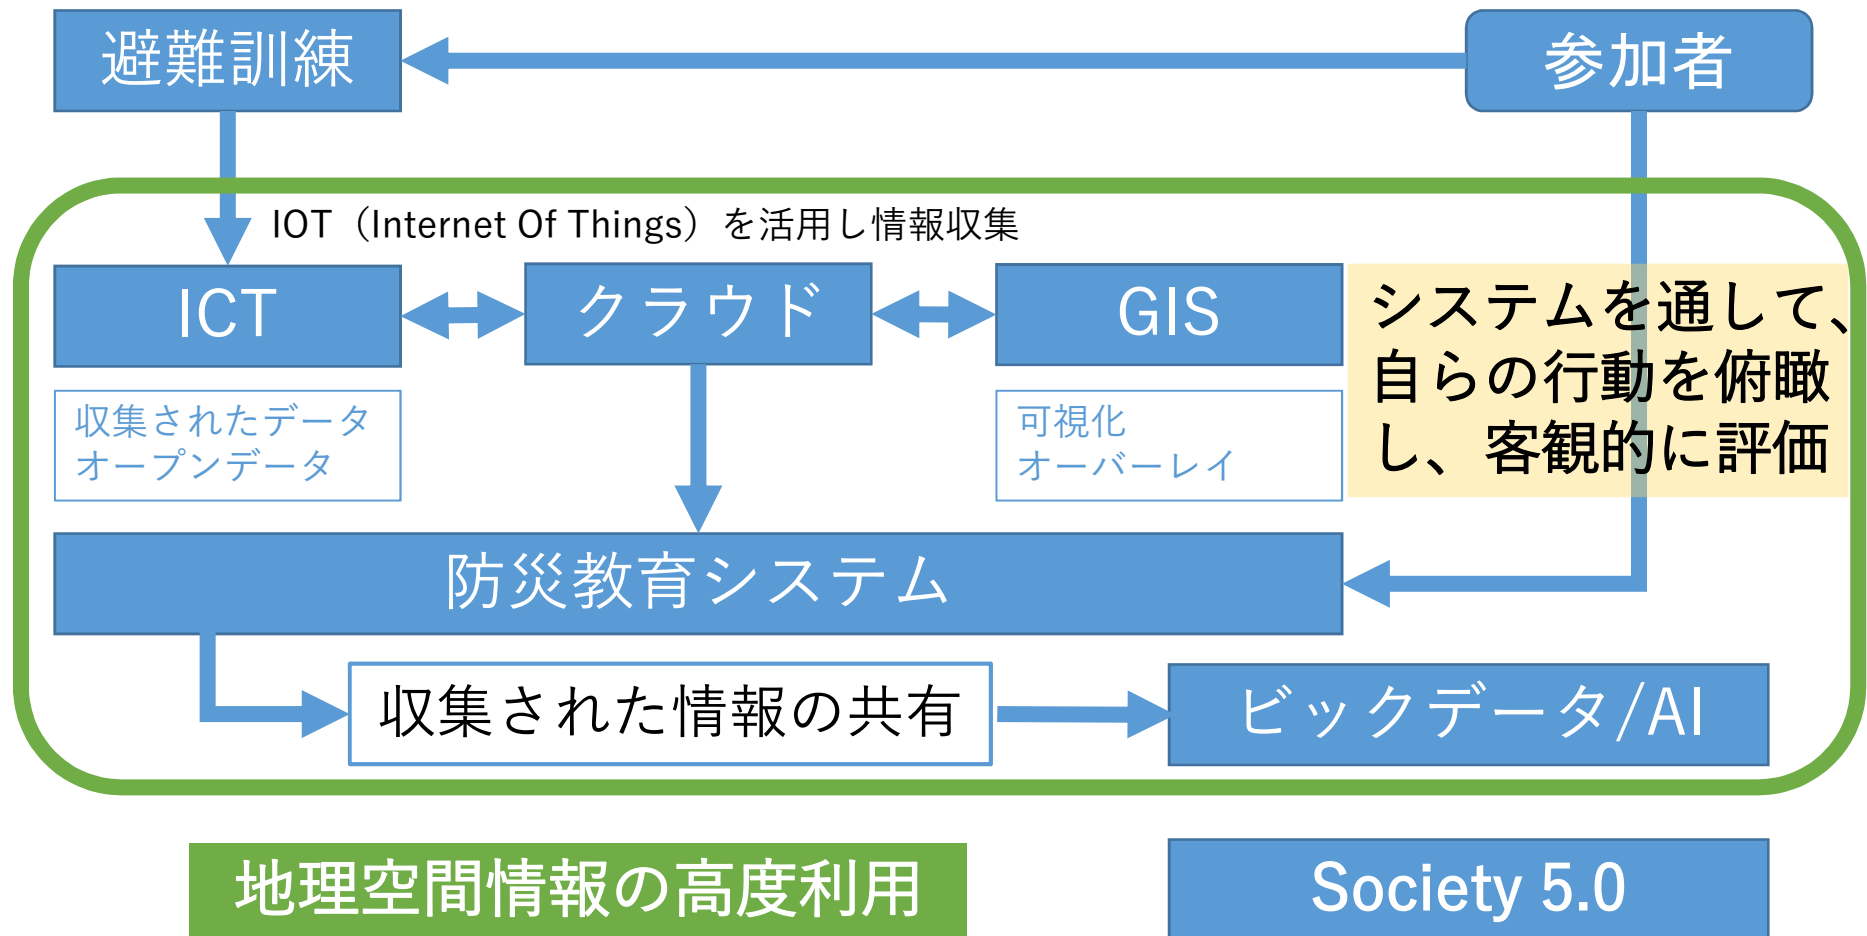 避難訓練
参加者
IOT（Internet Of Things）を活用し情報収集
ICT
クラウド
GIS
システムを通して、
自らの行動を俯瞰
し、客観的に評価
収集されたデータ
オープンデータ
可視化
オーバーレイ
防災教育システム
収集された情報の共有
ビックデータ/AI
地理空間情報の高度利用
Society 5.0